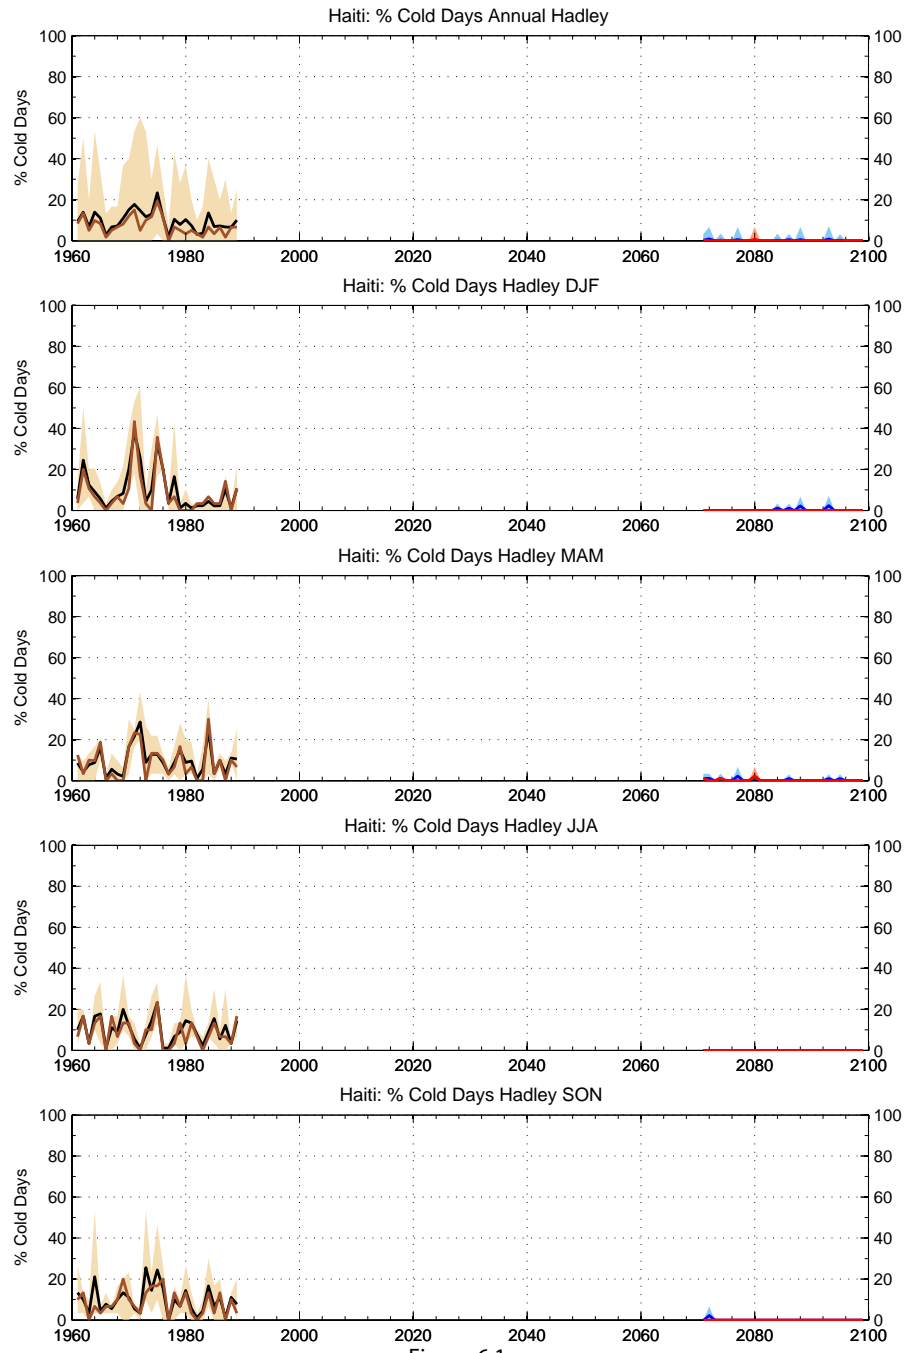 Haiti: % Cold Days Annual Hadley
% Cold Days
100 100
80 80
60 60
40 40
20 20
0 0
1960 1980 2000 2020 2040 2060 2080 2100
Haiti: % Cold Days Hadley DJF
% Cold Days
100 100
80 80
60 60
40 40
20 20
0 0
1960 1980 2000 2020 2040 2060 2080 2100
Haiti: % Cold Days Hadley MAM
% Cold Days
100 100
80 80
60 60
40 40
20 20
0 0
1960 1980 2000 2020 2040 2060 2080 2100
Haiti: % Cold Days Hadley JJA
% Cold Days
100 100
80 80
60 60
40 40
20 20
0 0
1960 1980 2000 2020 2040 2060 2080 2100
Haiti: % Cold Days Hadley SON
% Cold Days
100 100
80 80
60 60
40 40
20 20
0 0
1960 1980 2000 2020 2040 2060 2080 2100
Figure 6.1